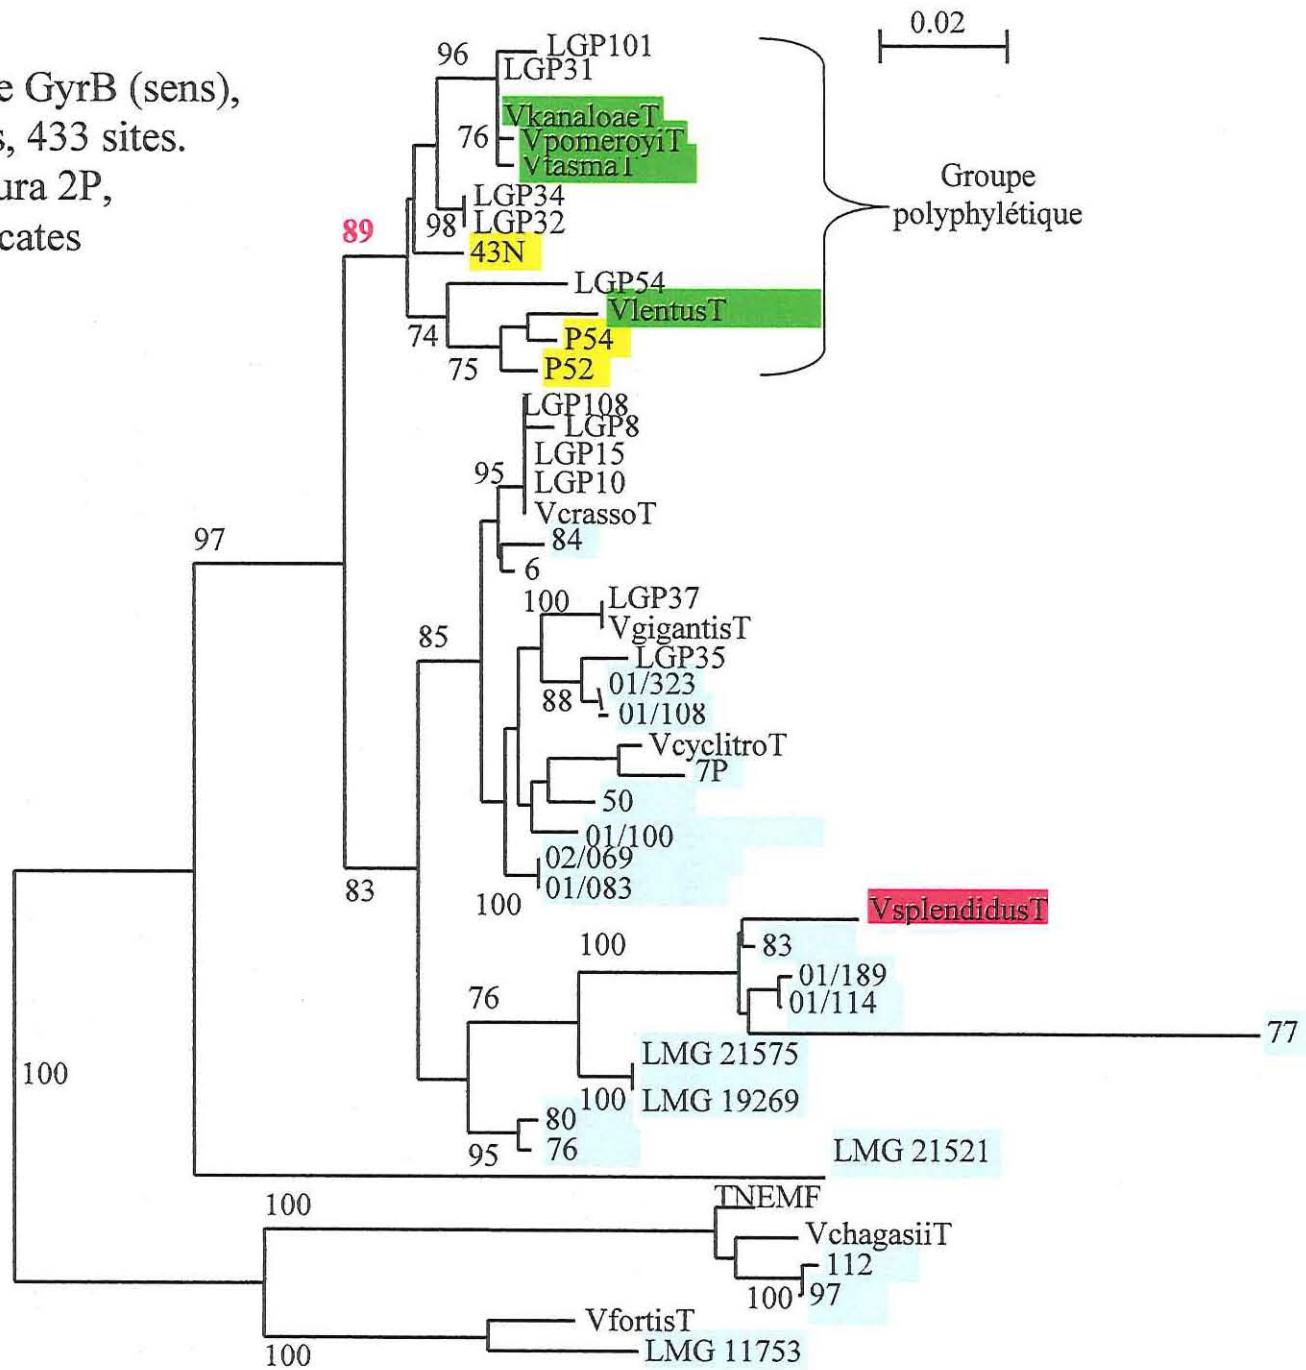 e GyrB (sens),
s, 433 sites.
ura 2P,
cates
0.02
Groupe
polyphylétique
96
LGP101
LGP31
VkanaloaeT
76
VpomeroyiT
VtasmaT
LGP34
98
LGP32
89
43N
LGP54
VlentusT
74
P54
75
P52
LGP108
LGP8
LGP15
95
LGP10
VcrassoT
84
97
6
100
LGP37
VgigantisT
85
LGP35
01/323
88
01/108
VcyclitroT
7P
50
01/100
02/069
83
01/083
100
VsplendidusT
100
83
01/189
76
01/114
77
LMG 21575
100
100
LMG 19269
80
95
76
LMG 21521
100
TNEMF
VchagasiiT
112
100
97
VfortisT
100
LMG 11753